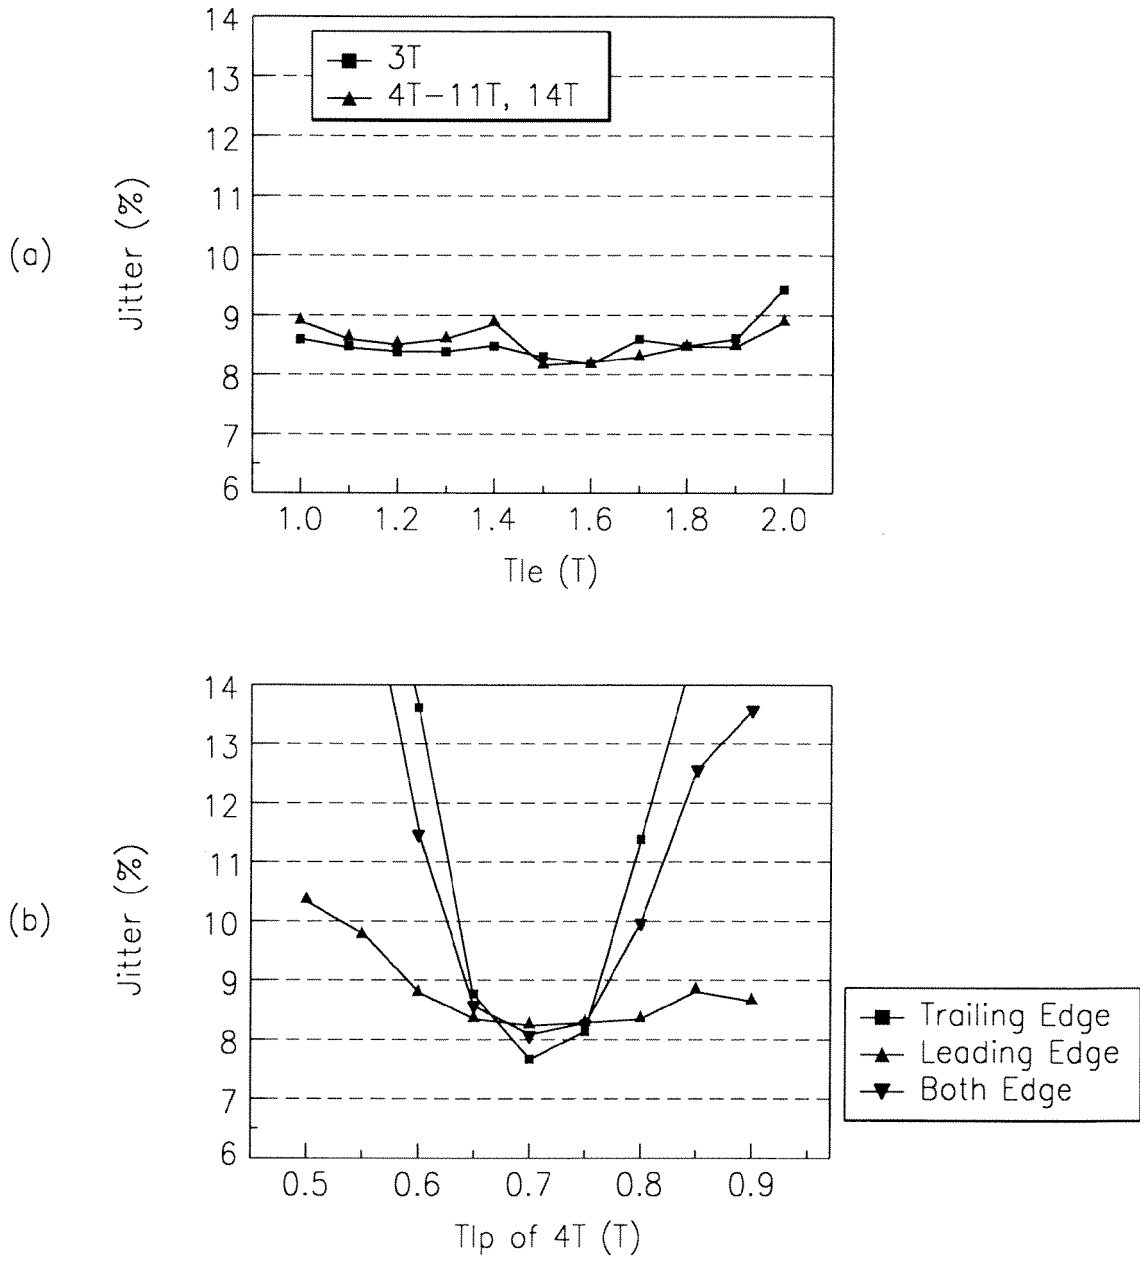 (a)
Jitter (%)
14
13
12
11
10
9
8
7
6
3T
4T-11T, 14T
1.0 1.2 1.4 1.6 1.8 2.0
Tle (T)
(b)
Jitter (%)
14
13
12
11
10
9
8
7
6
0.5 0.6 0.7 0.8 0.9
Tlp of 4T (T)
Trailing Edge
Leading Edge
Both Edge